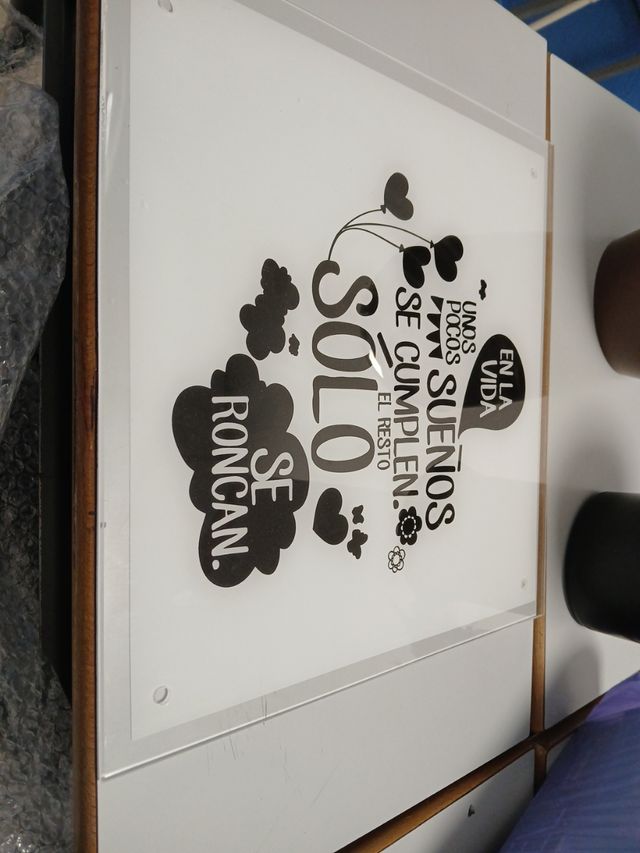 EN LA
VIDA
UNOS
POCOS
SUEÑOS
SE CUMPLEN.
EL RESTO
SÓLO
SE
RONCAN.